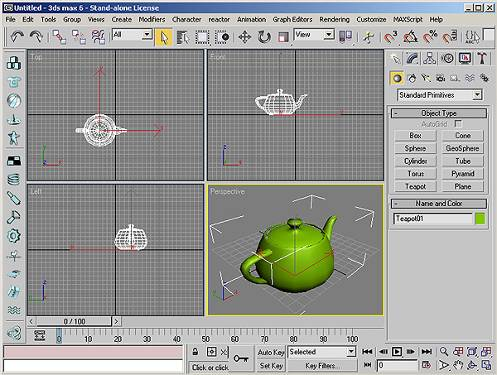 Untitled - 3ds max 6 - Stand-alone License
File Edit Tools Group Views Create Modifiers Character reactor Animation Graph Editors Rendering Customize MAXScript Help
All View
Top Front
Standard Primitives
- Object Type
AutoGrid
Box Cone
Sphere GeoSphere
Cylinder Tube
Torus Pyramid
Teapot Plane
Left Perspective
- Name and Color
Teapot01
< 0 / 100 >
0 10 20 30 40 50 60 70 80 90 100
Auto Key Selected
Click or click Set Key Key Filters... 0